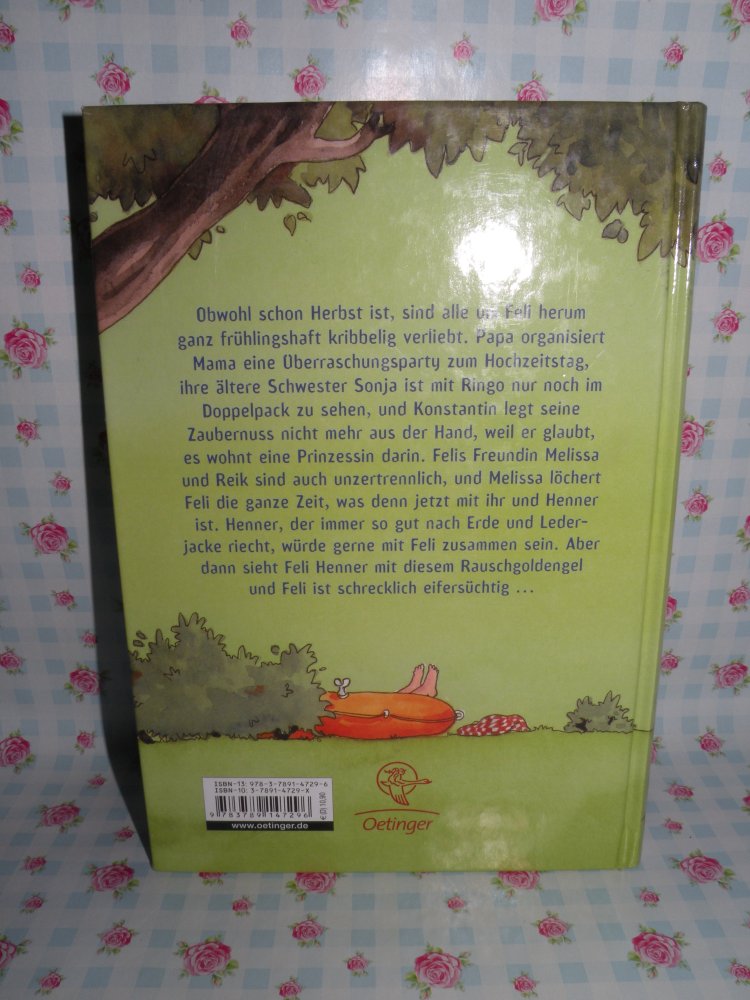 Obwohl schon Herbst ist, sind alle um Feli herum
ganz frühlingshaft kribbelig verliebt. Papa organisiert
Mama eine Überraschungsparty zum Hochzeitstag,
ihre ältere Schwester Sonja ist mit Ringo nur noch im
Doppelpack zu sehen, und Konstantin legt seine
Zaubernuss nicht mehr aus der Hand, weil er glaubt,
es wohnt eine Prinzessin darin. Felis Freundin Melissa
und Reik sind auch unzertrennlich, und Melissa löchert
Feli die ganze Zeit, was denn jetzt mit ihr und Henner
ist. Henner, der immer so gut nach Erde und Leder-
jacke riecht, würde gerne mit Feli zusammen sein. Aber
dann sieht Feli Henner mit diesem Rauschgoldengel
und Feli ist schrecklich eifersüchtig ...
ISBN-13: 978-3-7891-4729-6
ISBN-10: 3-7891-4729-X
9 783789 147296
€ (D) 10,90
www.oetinger.de
Oetinger